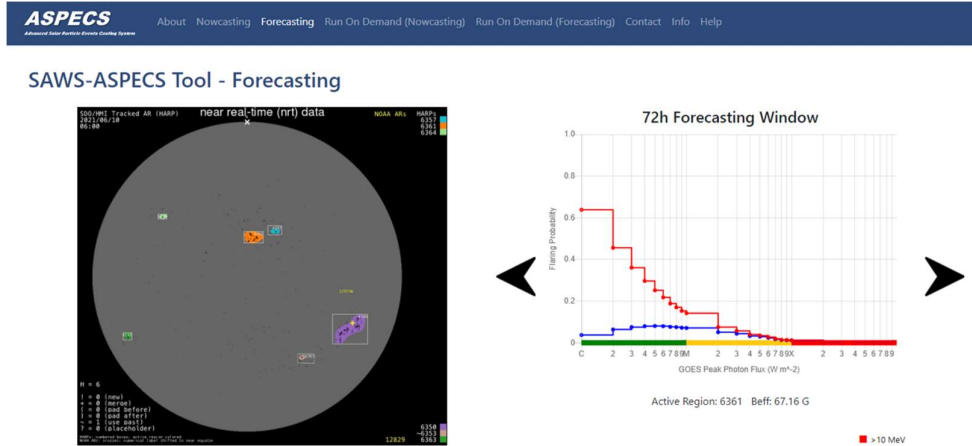 ASPECS
Advanced Solar Particle Events Casting System
About Nowcasting Forecasting Run On Demand (Nowcasting) Run On Demand (Forecasting) Contact Info Help
SAWS-ASPECS Tool - Forecasting
SDO/HMI Tracked AR (HARP)
2021/06/10
06:00
near real-time (nrt) data
NOAA ARs
HARPs
6357
6361
6364
N = 6
! = 0 (new)
+ = 0 (merge)
( = 0 (pad before)
) = 0 (pad after)
~ = 1 (use past)
? = 0 (placeholder)
12829
6350
~6353
6363
72h Forecasting Window
1.0
0.8
0.6
0.4
0.2
0
Flaring Probability
C 2 3 4 5 6 7 8 9 M 2 3 4 5 6 7 8 9 X 2 3 4 5 6 7 8 9
GOES Peak Photon Flux (W m^-2)
Active Region: 6361 Beff: 67.16 G
>10 MeV